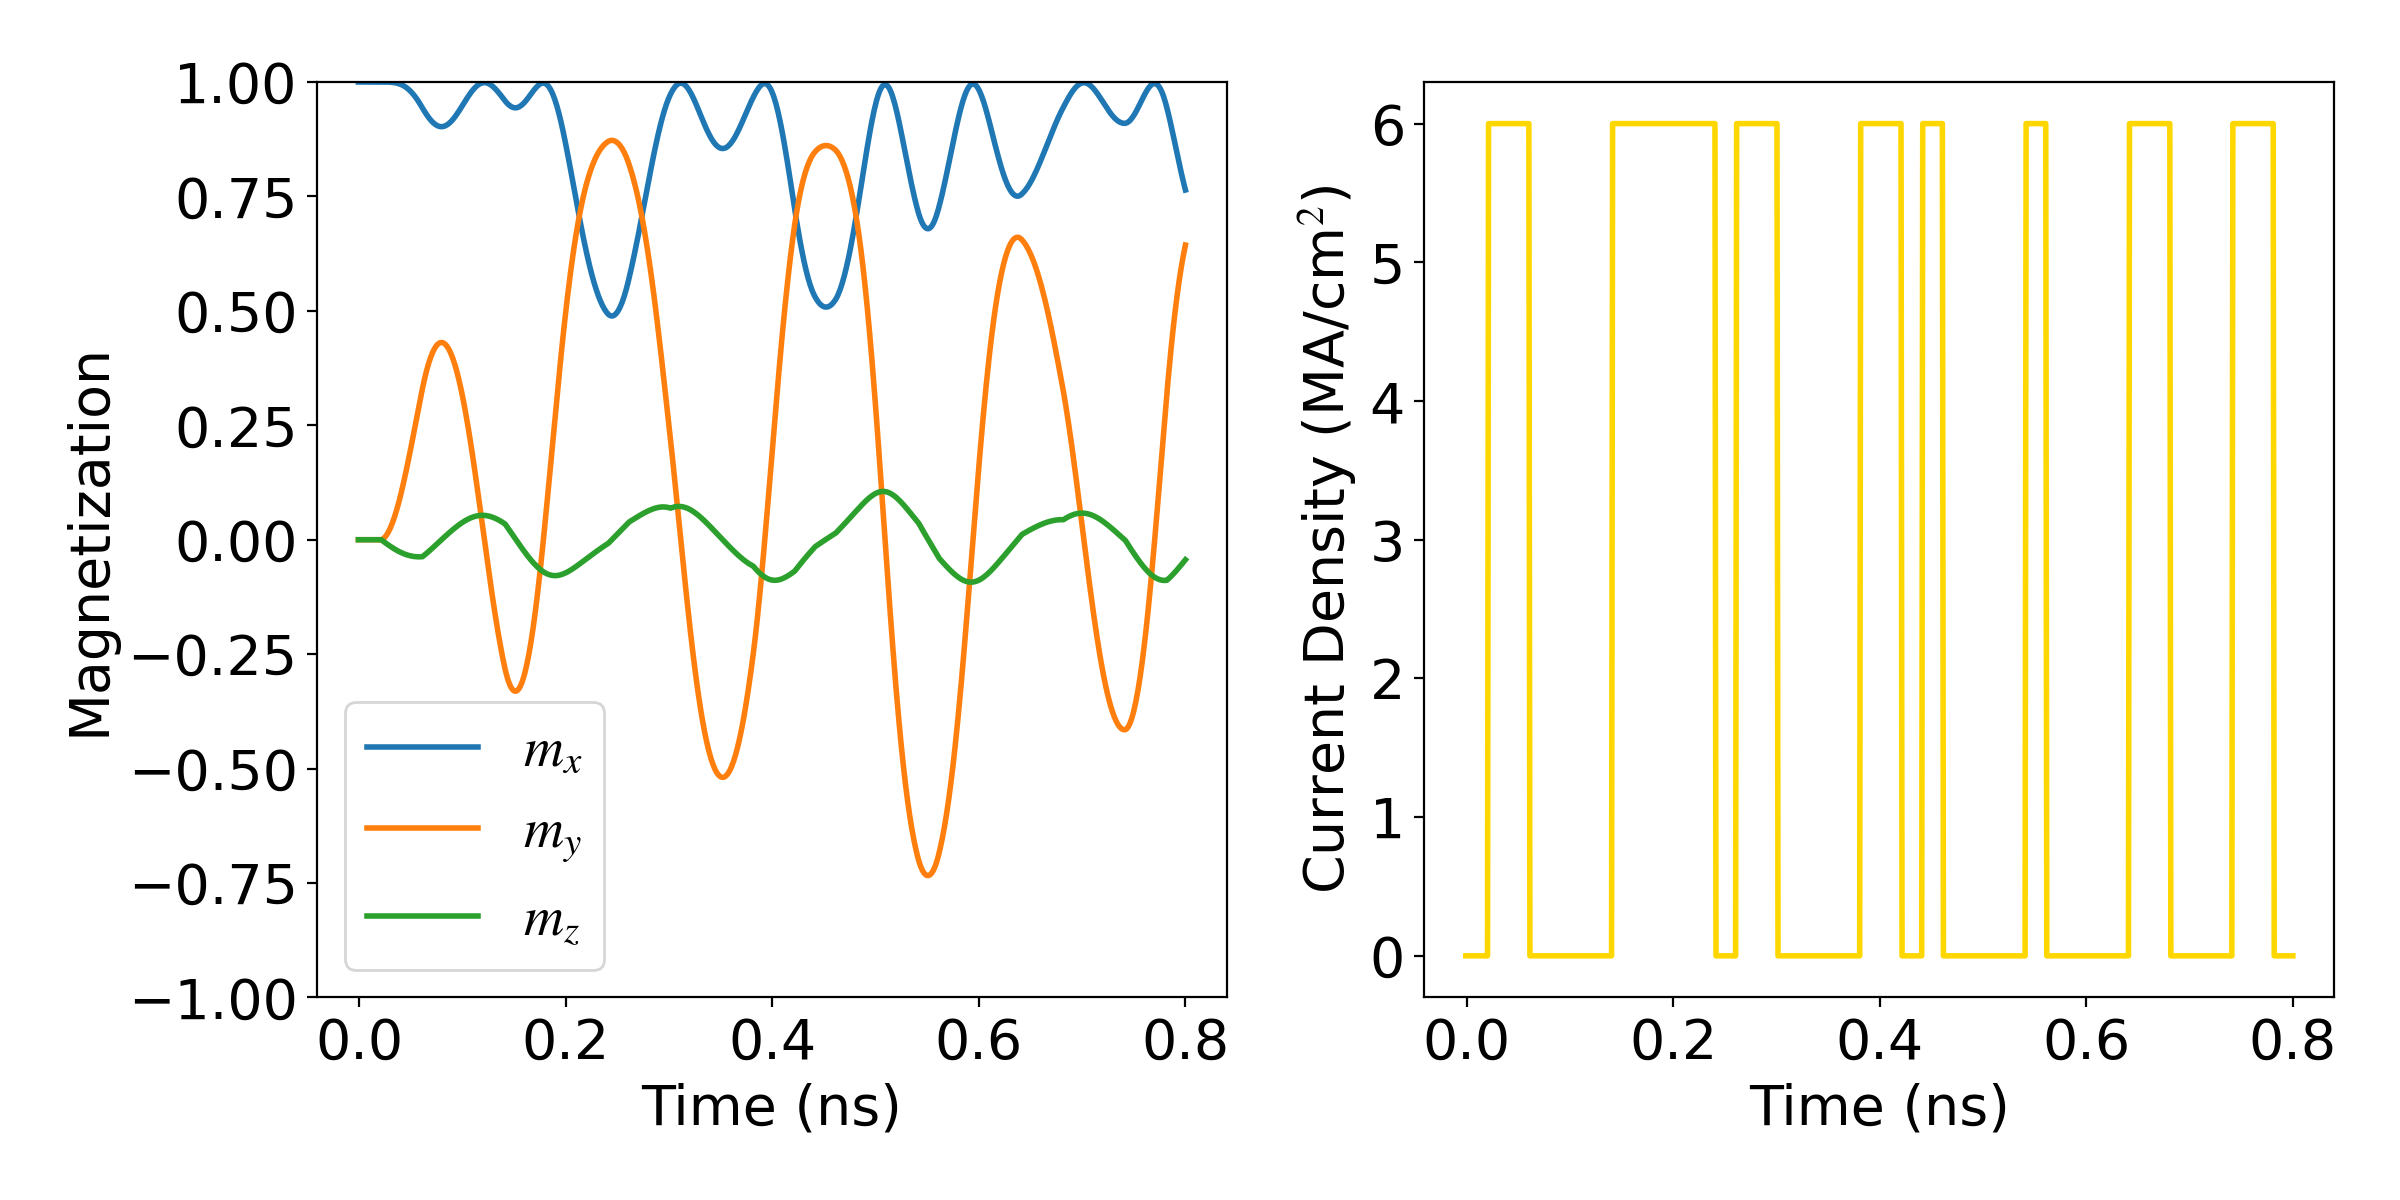 1.00
0.75
0.50
0.25
0.00
−0.25
−0.50
−0.75
−1.00
Magnetization
m_x
m_y
m_z
0.0 0.2 0.4 0.6 0.8
Time (ns)
6
5
4
3
2
1
0
Current Density (MA/cm²)
0.0 0.2 0.4 0.6 0.8
Time (ns)